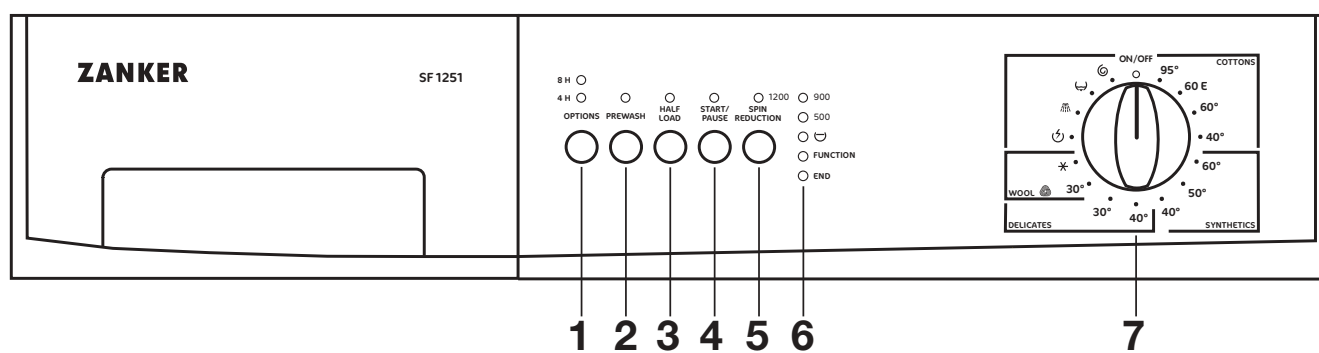 ZANKER
SF 1251
8 H
4 H
OPTIONS
PREWASH
HALF
LOAD
START/
PAUSE
SPIN
REDUCTION
1200
900
500
FUNCTION
END
ON/OFF
COTTONS
95°
60 E
60°
40°
60°
50°
40°
SYNTHETICS
40°
30°
DELICATES
30°
WOOL
1 2 3 4 5 6 7